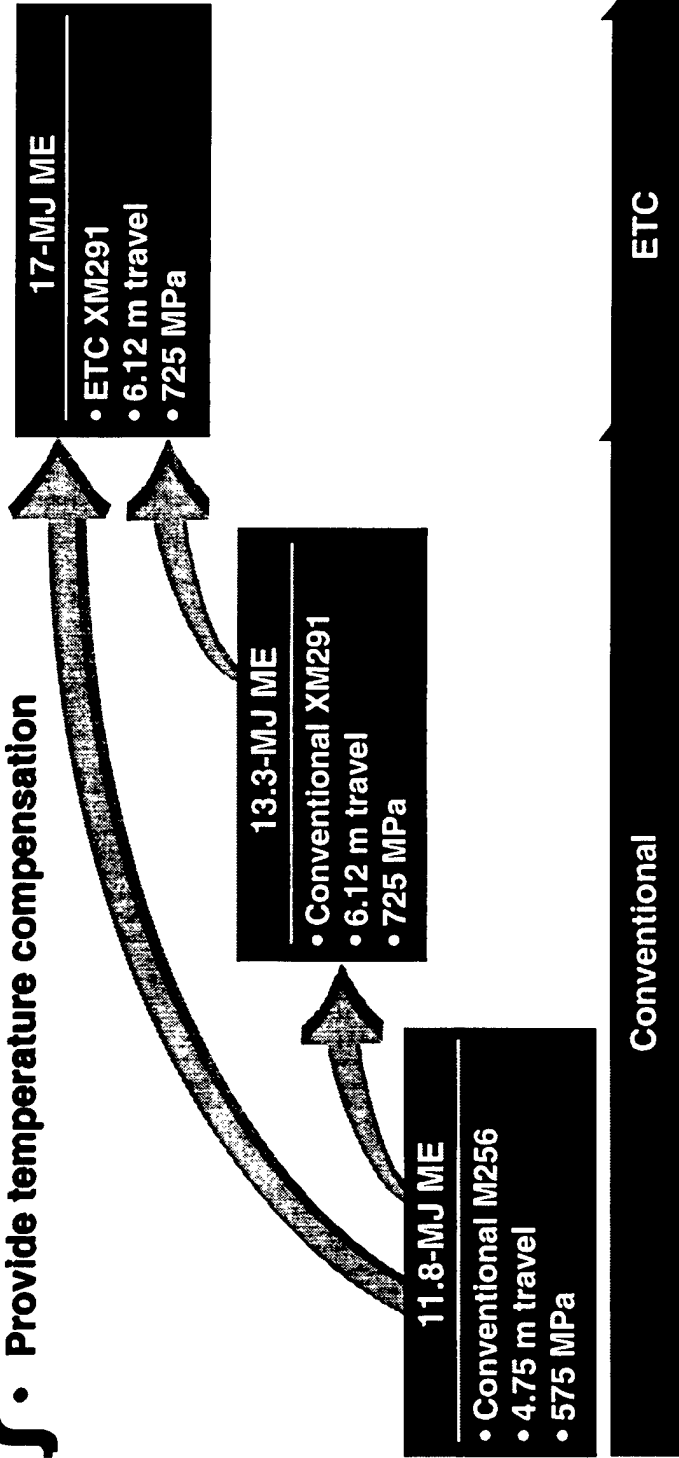 • Provide temperature compensation
17-MJ ME
• ETC XM291
• 6.12 m travel
• 725 MPa
13.3-MJ ME
• Conventional XM291
• 6.12 m travel
• 725 MPa
11.8-MJ ME
• Conventional M256
• 4.75 m travel
• 575 MPa
Conventional
ETC